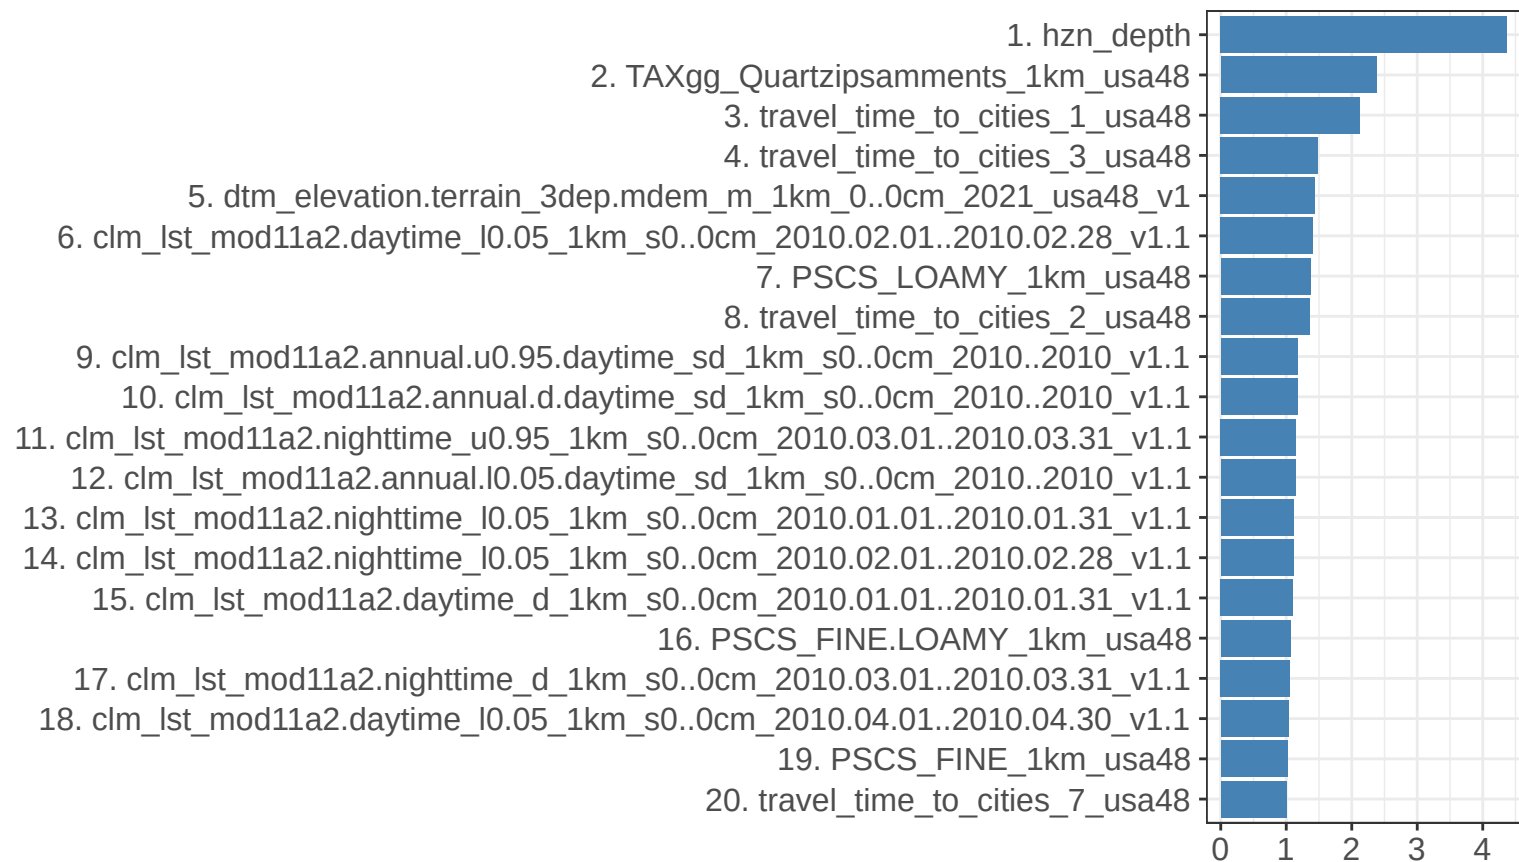 1. hzn_depth
2. TAXgg_Quartzipsamments_1km_usa48
3. travel_time_to_cities_1_usa48
4. travel_time_to_cities_3_usa48
5. dtm_elevation.terrain_3dep.mdem_m_1km_0..0cm_2021_usa48_v1
6. clm_lst_mod11a2.daytime_l0.05_1km_s0..0cm_2010.02.01..2010.02.28_v1.1
7. PSCS_LOAMY_1km_usa48
8. travel_time_to_cities_2_usa48
9. clm_lst_mod11a2.annual.u0.95.daytime_sd_1km_s0..0cm_2010..2010_v1.1
10. clm_lst_mod11a2.annual.d.daytime_sd_1km_s0..0cm_2010..2010_v1.1
11. clm_lst_mod11a2.nighttime_u0.95_1km_s0..0cm_2010.03.01..2010.03.31_v1.1
12. clm_lst_mod11a2.annual.l0.05.daytime_sd_1km_s0..0cm_2010..2010_v1.1
13. clm_lst_mod11a2.nighttime_l0.05_1km_s0..0cm_2010.01.01..2010.01.31_v1.1
14. clm_lst_mod11a2.nighttime_l0.05_1km_s0..0cm_2010.02.01..2010.02.28_v1.1
15. clm_lst_mod11a2.daytime_d_1km_s0..0cm_2010.01.01..2010.01.31_v1.1
16. PSCS_FINE.LOAMY_1km_usa48
17. clm_lst_mod11a2.nighttime_d_1km_s0..0cm_2010.03.01..2010.03.31_v1.1
18. clm_lst_mod11a2.daytime_l0.05_1km_s0..0cm_2010.04.01..2010.04.30_v1.1
19. PSCS_FINE_1km_usa48
20. travel_time_to_cities_7_usa48
0 1 2 3 4